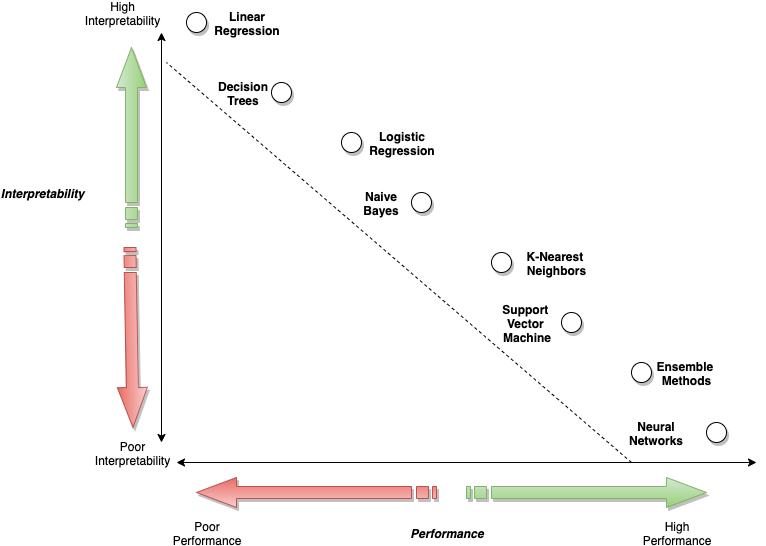 High
Interpretability
Linear
Regression
Decision
Trees
Logistic
Regression
Interpretability
Naive
Bayes
K-Nearest
Neighbors
Support
Vector
Machine
Ensemble
Methods
Neural
Networks
Poor
Interpretability
Poor
Performance
Performance
High
Performance